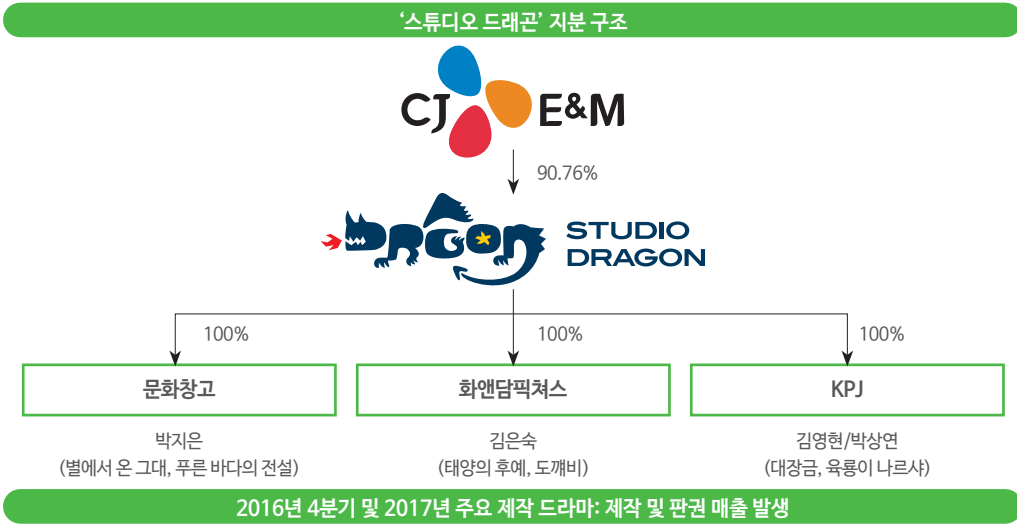 ‘스튜디오 드래곤’ 지분 구조
CJ E&M
90.76%
DRAGON
STUDIO
DRAGON
100%
100%
100%
문화창고
화앤담픽쳐스
KPJ
박지은
(별에서 온 그대, 푸른 바다의 전설)
김은숙
(태양의 후예, 도꺠비)
김영현/박상연
(대장금, 육룡이 나르샤)
2016년 4분기 및 2017년 주요 제작 드라마: 제작 및 판권 매출 발생